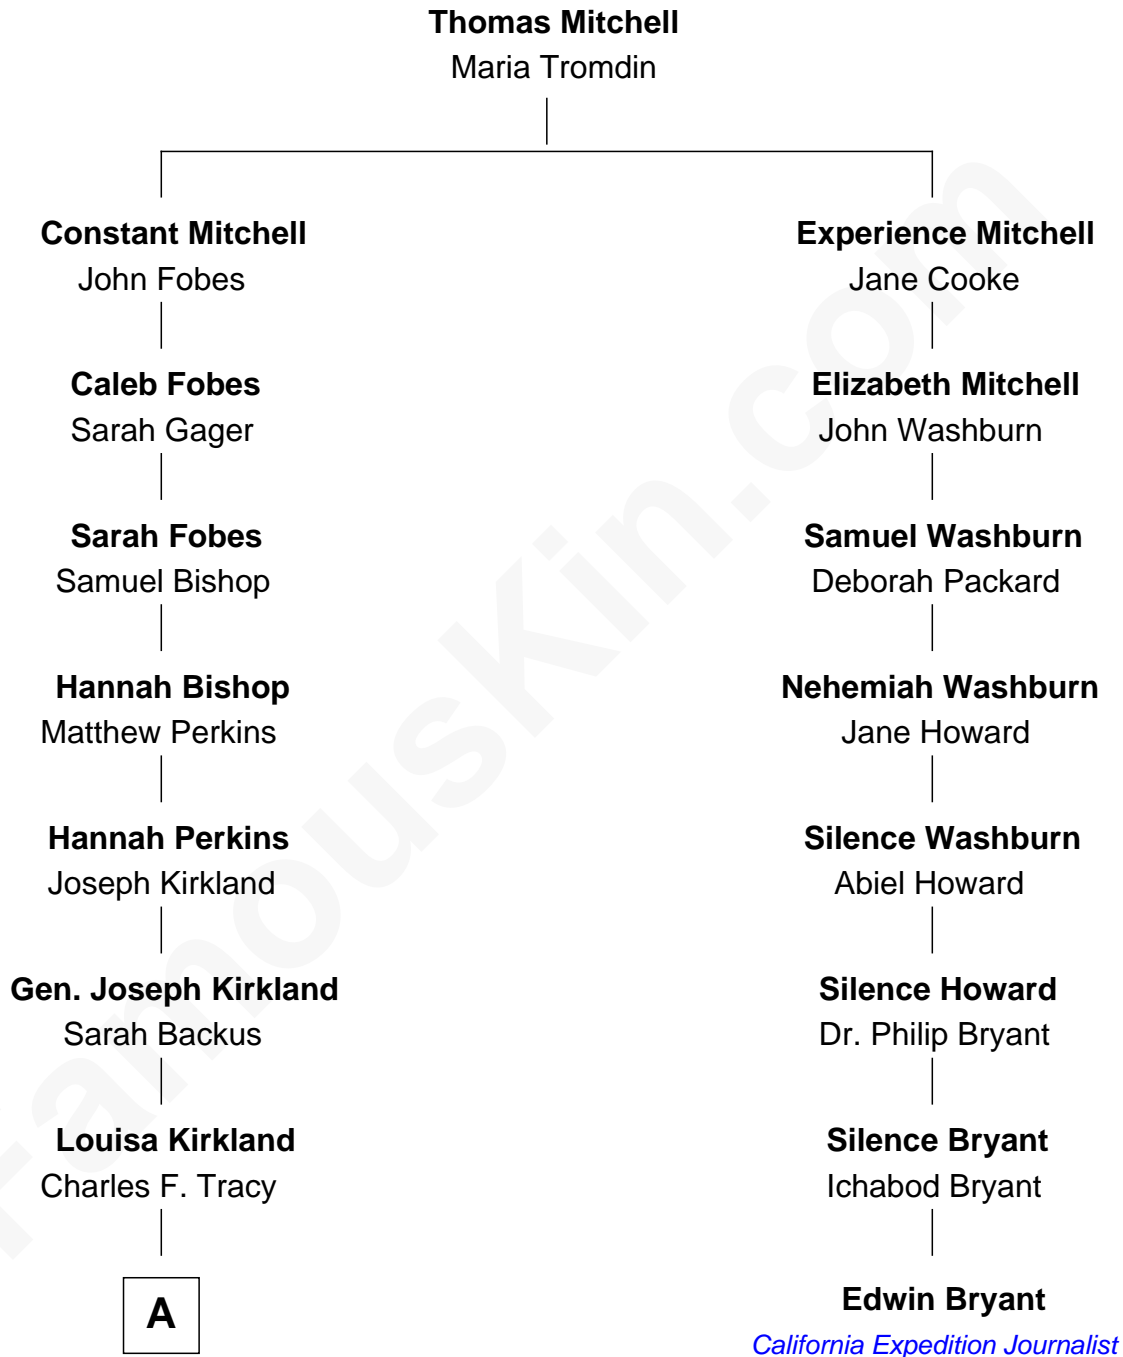 Thomas Mitchell
Maria Tromdin
Constant Mitchell
John Fobes
Experience Mitchell
Jane Cooke
Caleb Fobes
Sarah Gager
Elizabeth Mitchell
John Washburn
Sarah Fobes
Samuel Bishop
Samuel Washburn
Deborah Packard
Hannah Bishop
Matthew Perkins
Nehemiah Washburn
Jane Howard
Hannah Perkins
Joseph Kirkland
Silence Washburn
Abiel Howard
Gen. Joseph Kirkland
Sarah Backus
Silence Howard
Dr. Philip Bryant
Louisa Kirkland
Charles F. Tracy
Silence Bryant
Ichabod Bryant
A
Edwin Bryant
California Expedition Journalist
FamousKin.com